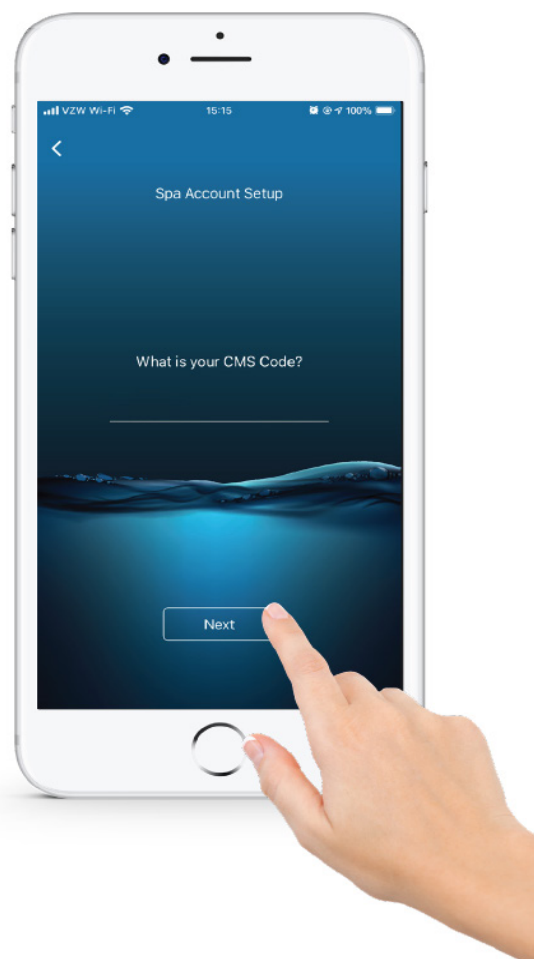 VZW Wi-Fi 15:15 100%
Spa Account Setup
What is your CMS Code?
Next